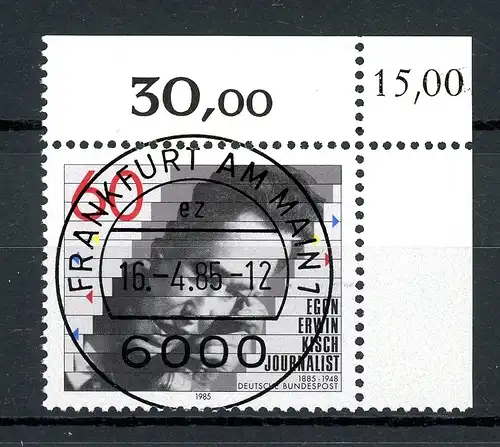 30,00
15,00
60
FRANKFURT AM MAIN 1
ez
16.-4.85-12
6000
EGON
ERWIN
KISCH
JOURNALIST
1885·1948
DEUTSCHE BUNDESPOST
1985